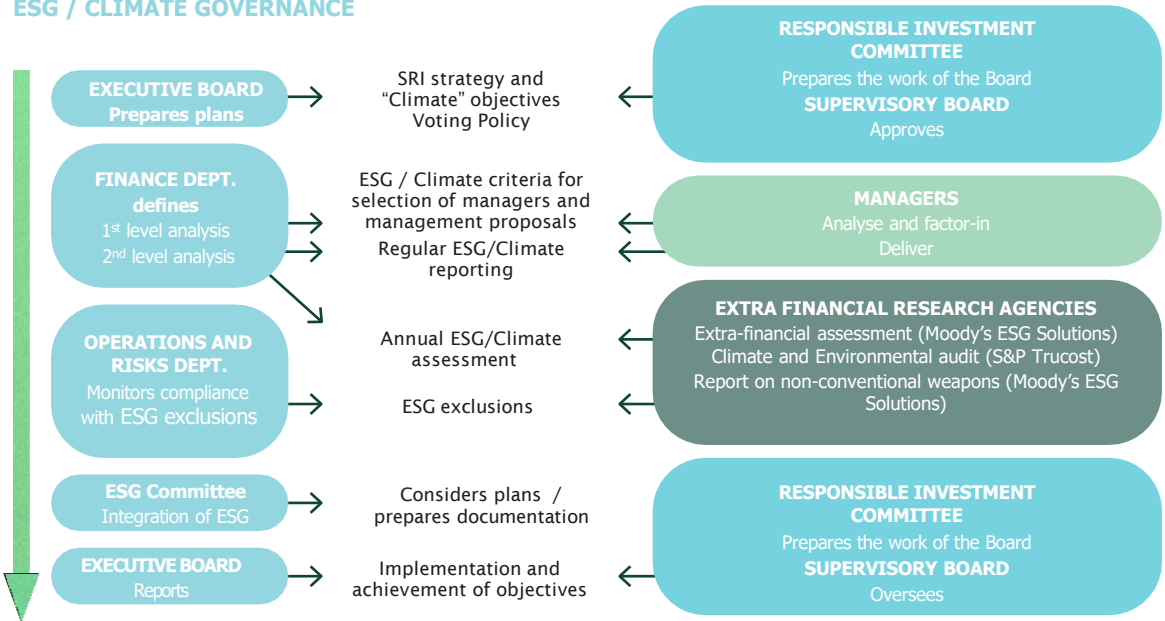 ESG / CLIMATE GOVERNANCE
EXECUTIVE BOARD
Prepares plans
SRI strategy and
“Climate” objectives
Voting Policy
RESPONSIBLE INVESTMENT
COMMITTEE
Prepares the work of the Board
SUPERVISORY BOARD
Approves
FINANCE DEPT.
defines
1st level analysis
2nd level analysis
ESG / Climate criteria for
selection of managers and
management proposals
Regular ESG/Climate
reporting
MANAGERS
Analyse and factor-in
Deliver
OPERATIONS AND
RISKS DEPT.
Monitors compliance
with ESG exclusions
Annual ESG/Climate
assessment
ESG exclusions
EXTRA FINANCIAL RESEARCH AGENCIES
Extra-financial assessment (Moody’s ESG Solutions)
Climate and Environmental audit (S&P Trucost)
Report on non-conventional weapons (Moody’s ESG
Solutions)
ESG Committee
Integration of ESG
Considers plans /
prepares documentation
EXECUTIVE BOARD
Reports
Implementation and
achievement of objectives
RESPONSIBLE INVESTMENT
COMMITTEE
Prepares the work of the Board
SUPERVISORY BOARD
Oversees